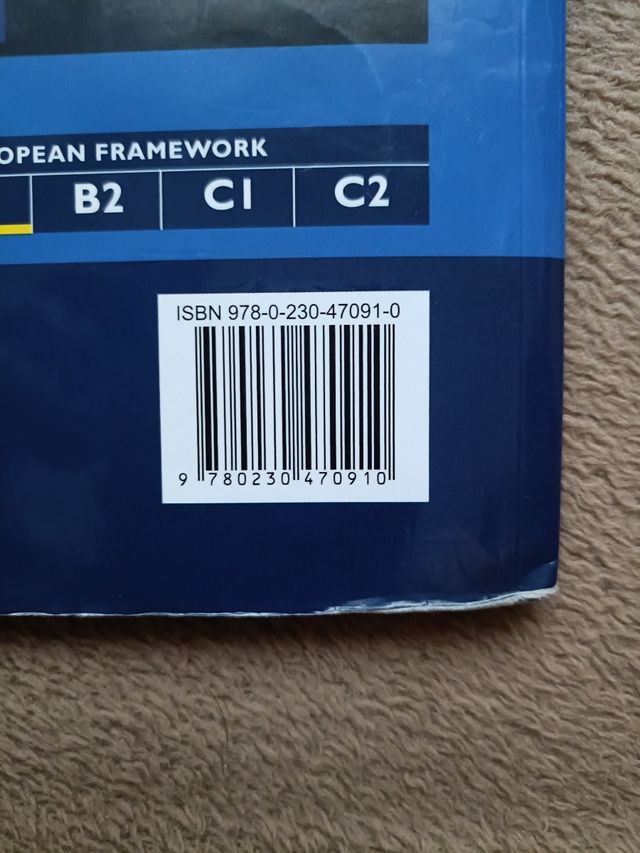 OPEAN FRAMEWORK
B2 C1 C2
ISBN 978-0-230-47091-0
9 780230 470910